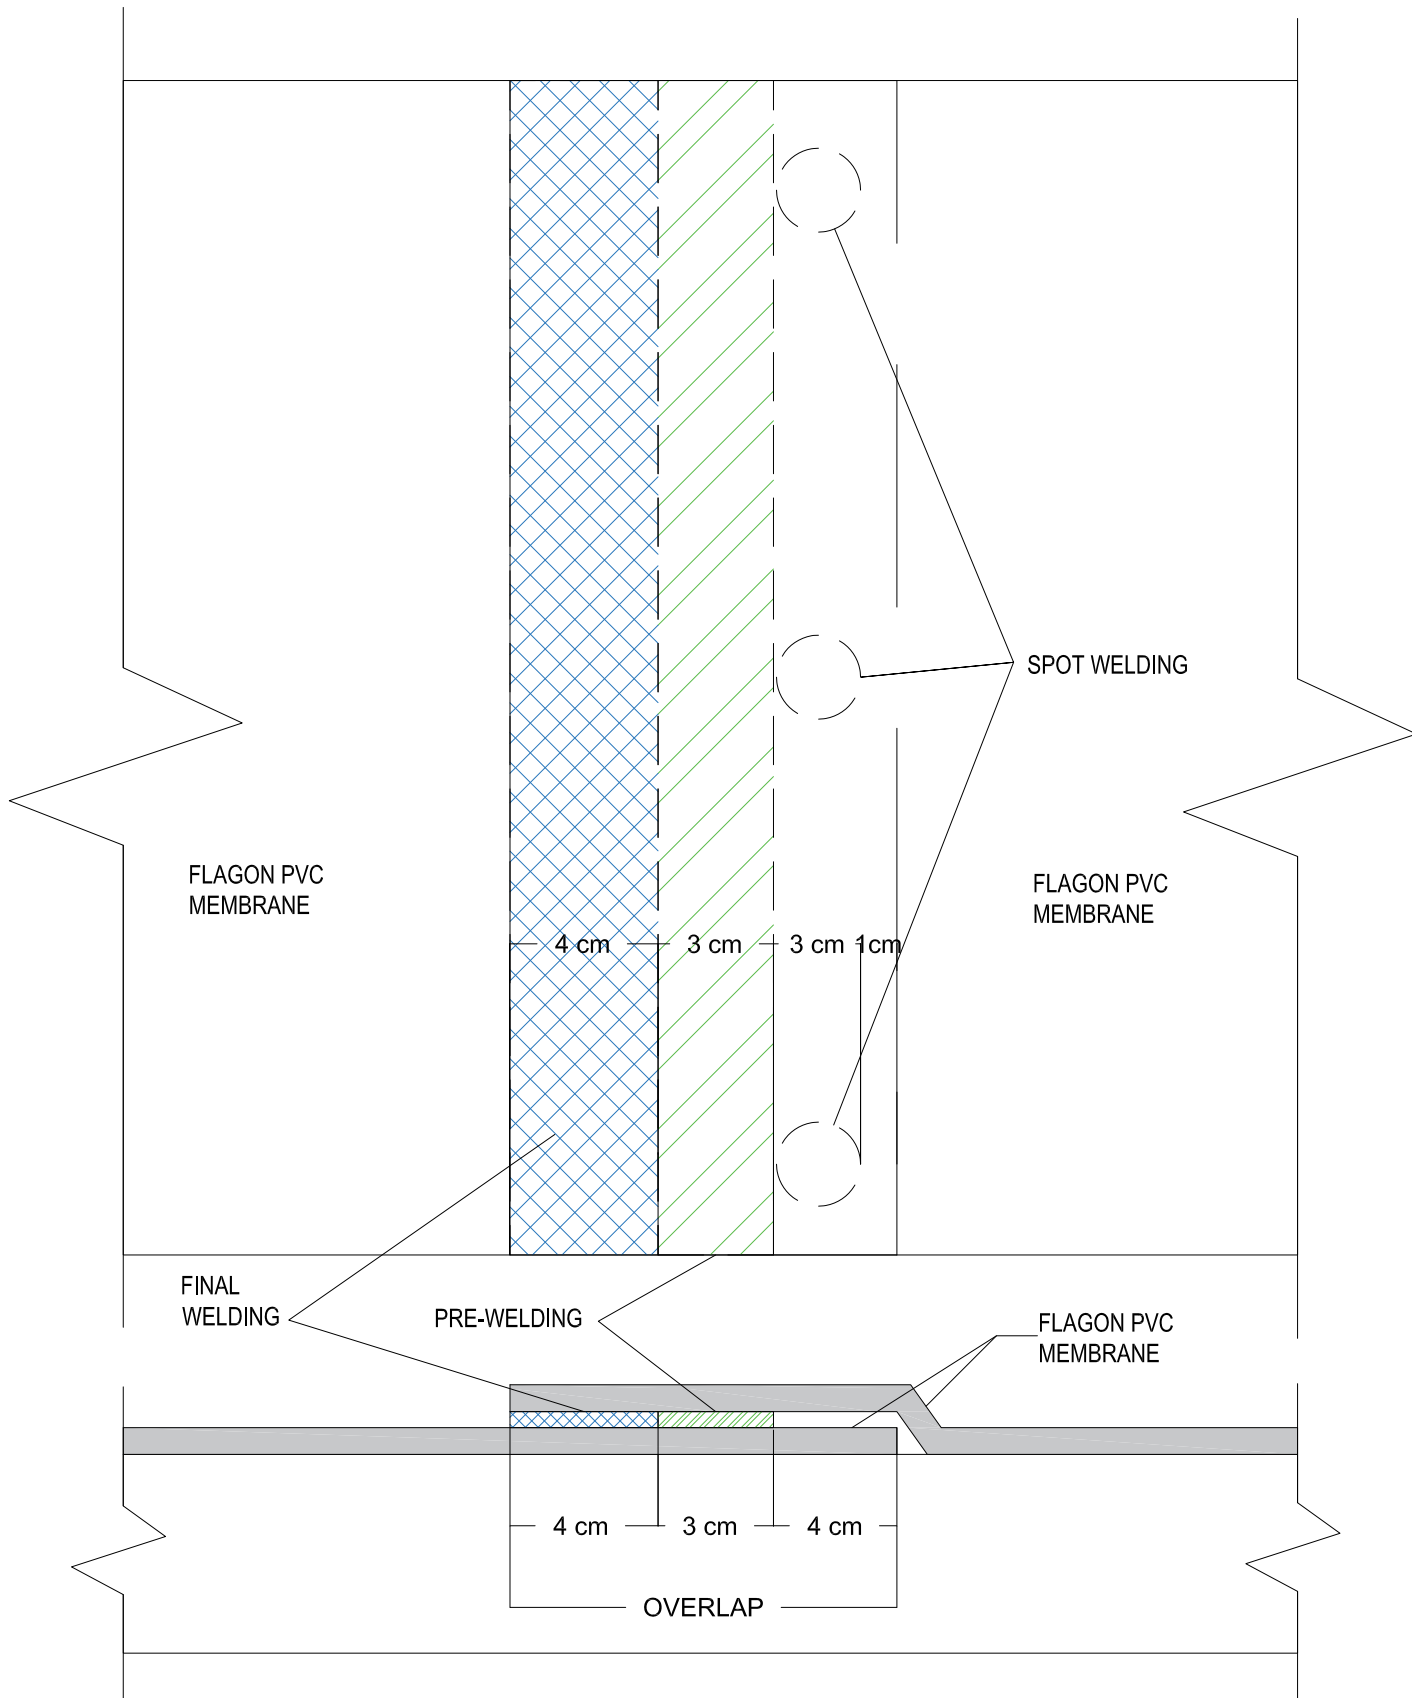 SPOT WELDING
FLAGON PVC
MEMBRANE
FLAGON PVC
MEMBRANE
4 cm 3 cm 3 cm 1cm
FINAL
WELDING
PRE-WELDING
FLAGON PVC
MEMBRANE
4 cm 3 cm 4 cm
OVERLAP